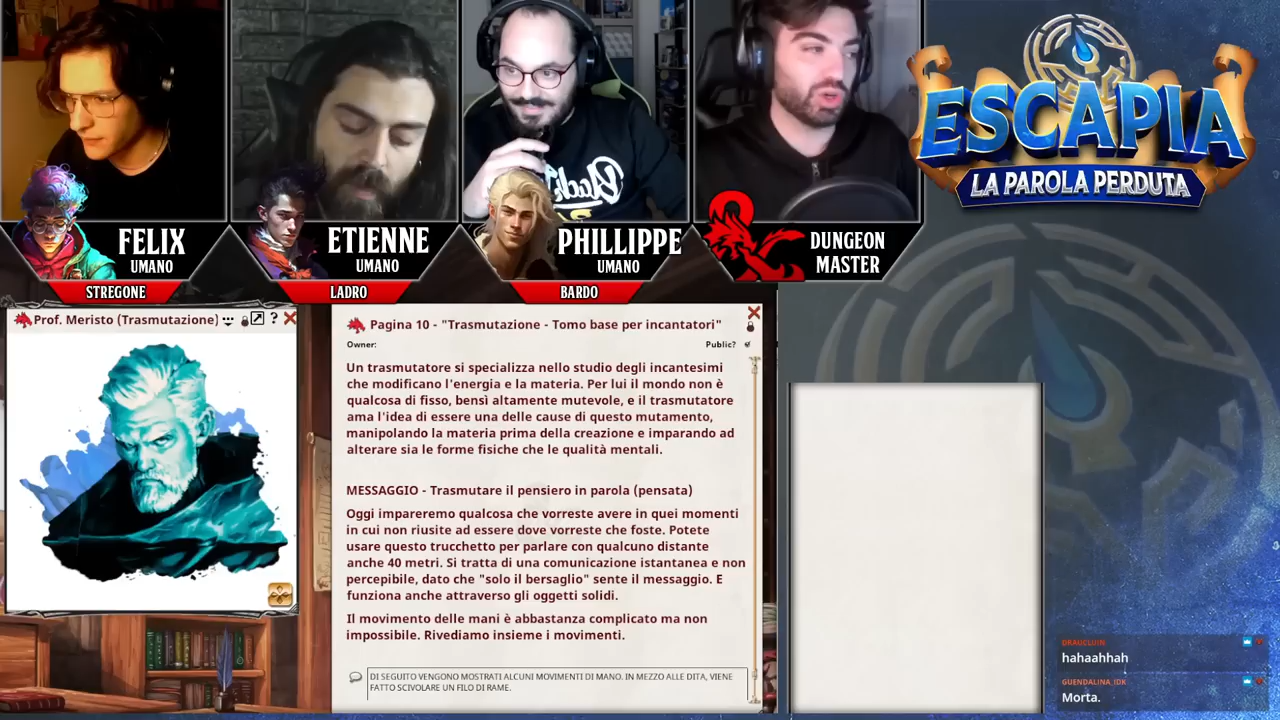 ESCAPIA
LA PAROLA PERDUTA
FELIX
UMANO
STREGONE
ETIENNE
UMANO
LADRO
PHILLIPPE
UMANO
BARDO
DUNGEON
MASTER
Prof. Meristo (Trasmutazione)
?
Pagina 10 - "Trasmutazione - Tomo base per incantatori"
Owner:
Public?
Un trasmutatore si specializza nello studio degli incantesimi
che modificano l'energia e la materia. Per lui il mondo non è
qualcosa di fisso, bensì altamente mutevole, e il trasmutatore
ama l'idea di essere una delle cause di questo mutamento,
manipolando la materia prima della creazione e imparando ad
alterare sia le forme fisiche che le qualità mentali.
MESSAGGIO - Trasmutare il pensiero in parola (pensata)
Oggi impareremo qualcosa che vorreste avere in quei momenti
in cui non riusite ad essere dove vorreste che foste. Potete
usare questo trucchetto per parlare con qualcuno distante
anche 40 metri. Si tratta di una comunicazione istantanea e non
percepibile, dato che "solo il bersaglio" sente il messaggio. E
funziona anche attraverso gli oggetti solidi.
Il movimento delle mani è abbastanza complicato ma non
impossibile. Rivediamo insieme i movimenti.
DI SEGUITO VENGONO MOSTRATI ALCUNI MOVIMENTI DI MANO. IN MEZZO ALLE DITA, VIENE
FATTO SCIVOLARE UN FILO DI RAME.
DRAUCLUIN
hahaahhah
GUENDALINA_IDK
Morta.